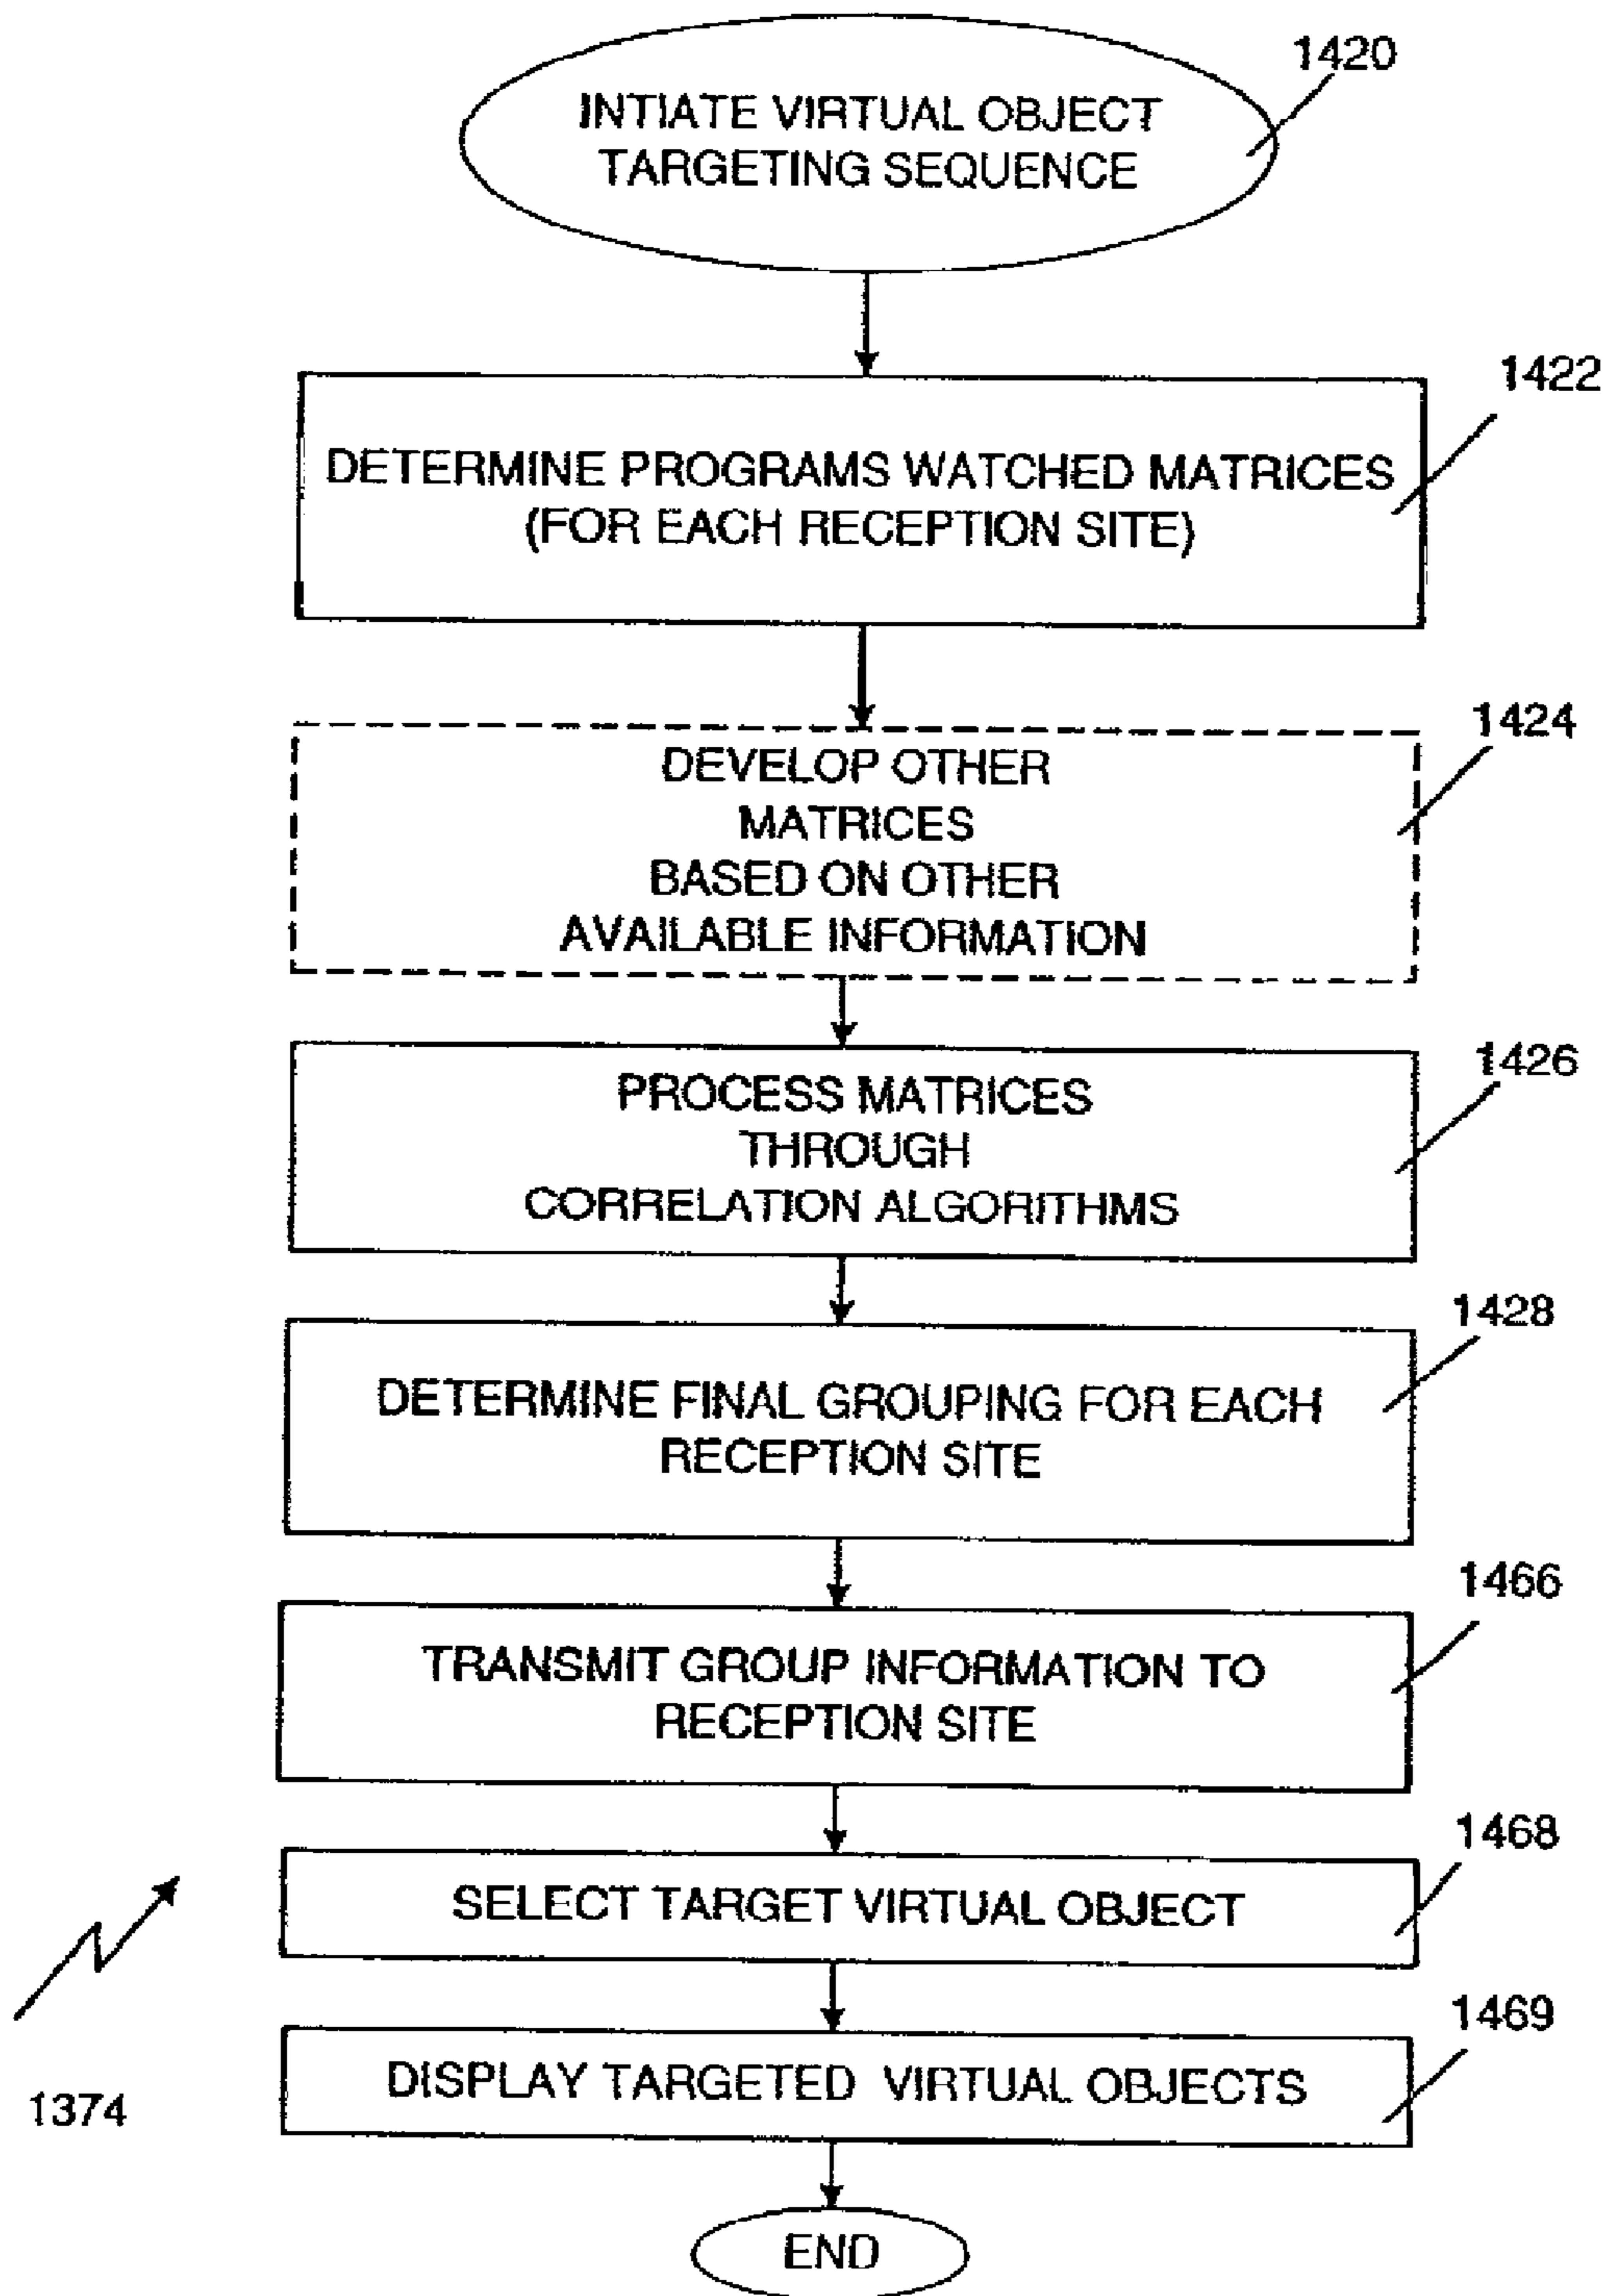 1420
INTIATE VIRTUAL OBJECT
TARGETING SEQUENCE
1422
DETERMINE PROGRAMS WATCHED MATRICES
(FOR EACH RECEPTION SITE)
1424
DEVELOP OTHER
MATRICES
BASED ON OTHER
AVAILABLE INFORMATION
1426
PROCESS MATRICES
THROUGH
CORRELATION ALGORITHMS
1428
DETERMINE FINAL GROUPING FOR EACH
RECEPTION SITE
1466
TRANSMIT GROUP INFORMATION TO
RECEPTION SITE
1468
SELECT TARGET VIRTUAL OBJECT
1469
DISPLAY TARGETED VIRTUAL OBJECTS
1374
END